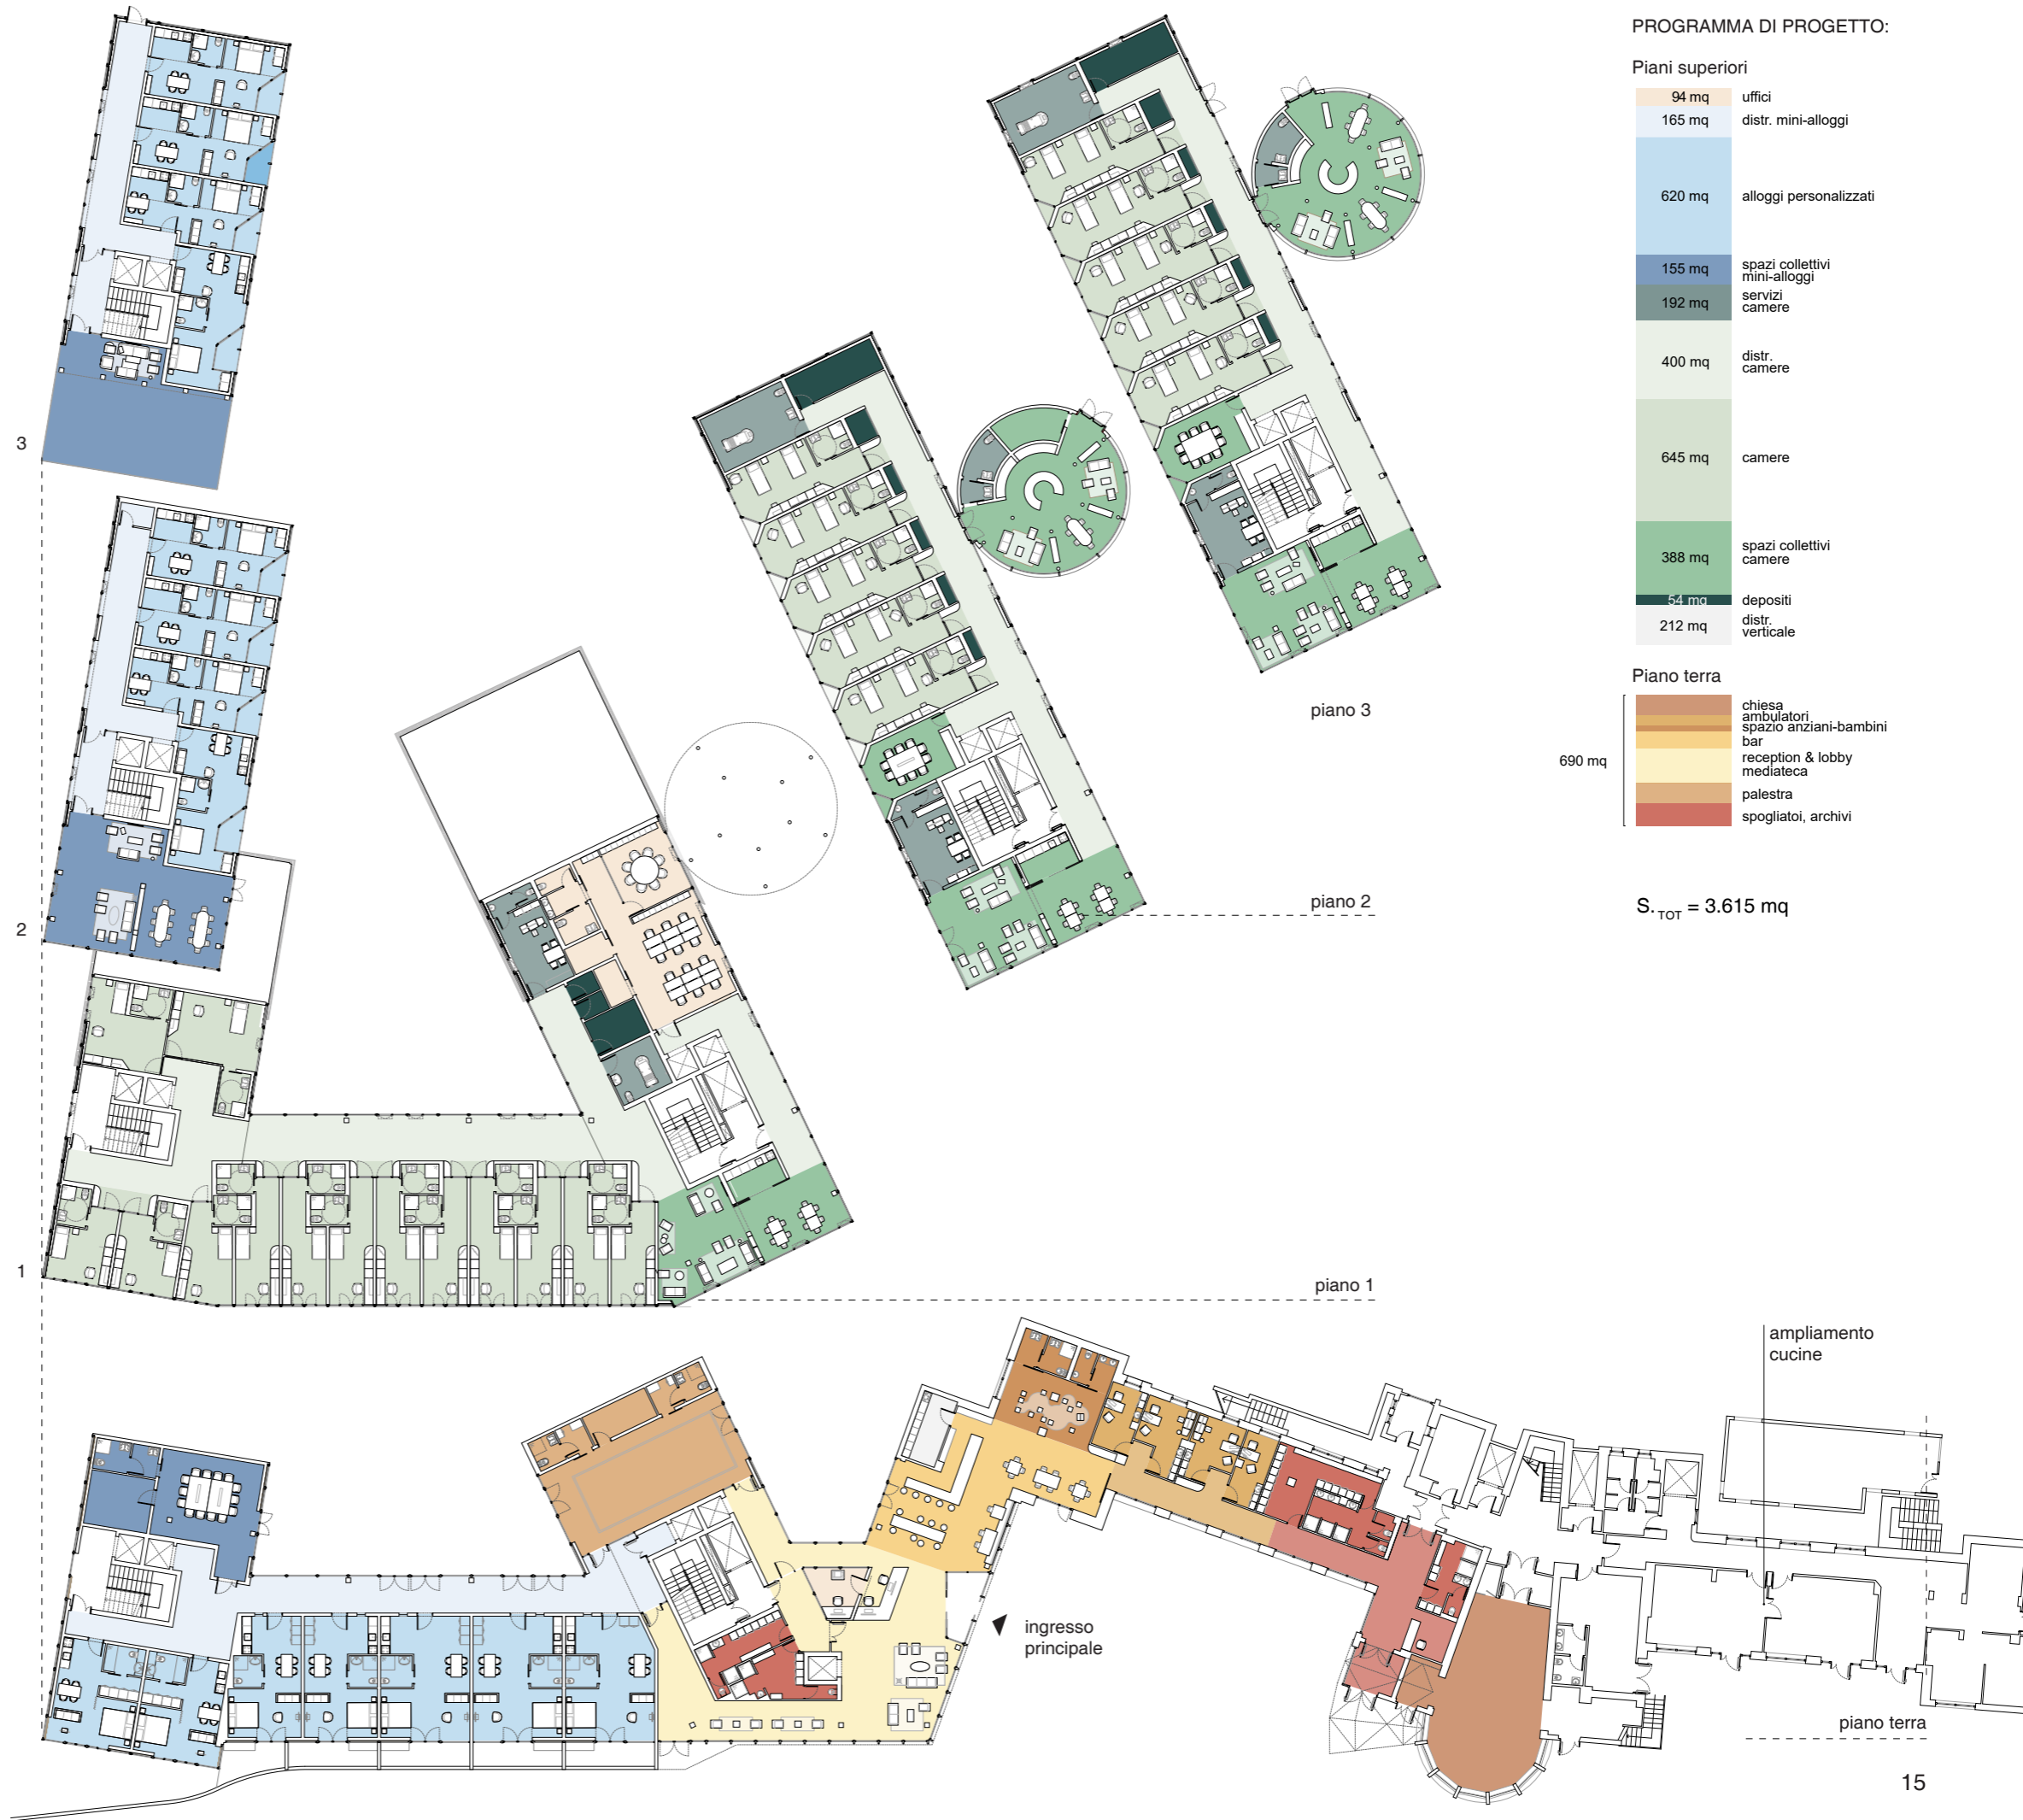 PROGRAMMA DI PROGETTO:
Piani superiori
94 mq uffici
165 mq distr. mini-alloggi
620 mq alloggi personalizzati
155 mq spazi collettivi
mini-alloggi
192 mq servizi
camere
400 mq distr.
camere
645 mq camere
388 mq spazi collettivi
camere
54 mq depositi
212 mq distr.
verticale
Piano terra
690 mq
chiesa
ambulatori
spazio anziani-bambini
bar
reception & lobby
mediateca
palestra
spogliatoi, archivi
S. TOT = 3.615 mq
3
piano 3
2
piano 2
1
piano 1
ampliamento
cucine
ingresso
principale
piano terra
15